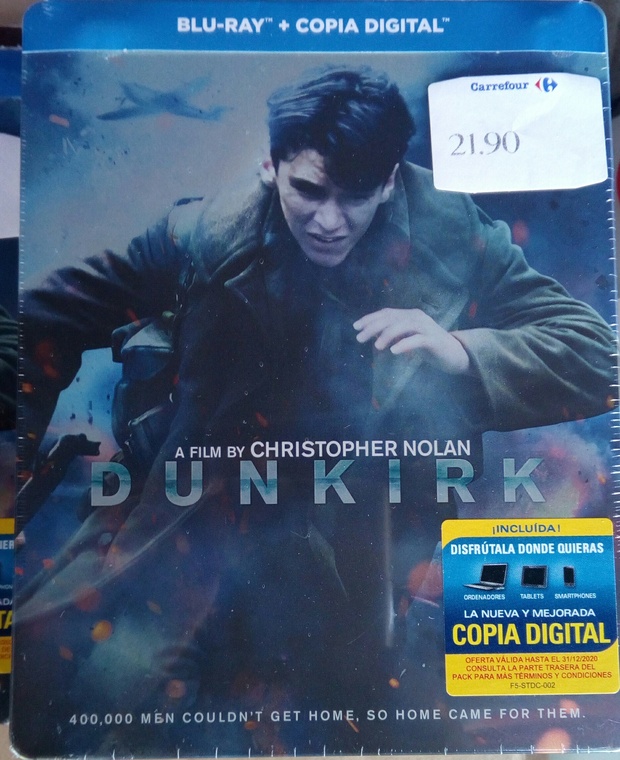 BLU-RAY™ + COPIA DIGITAL™
Carrefour
21.90
A FILM BY CHRISTOPHER NOLAN
DUNKIRK
¡INCLUÍDA!
DISFRÚTALA DONDE QUIERAS
ORDENADORES TABLETS SMARTPHONES
LA NUEVA Y MEJORADA
COPIA DIGITAL
OFERTA VÁLIDA HASTA EL 31/12/2020
CONSULTA LA PARTE TRASERA DEL
PACK PARA MÁS TÉRMINOS Y CONDICIONES
F5-STDC-002
400,000 MEN COULDN'T GET HOME, SO HOME CAME FOR THEM.